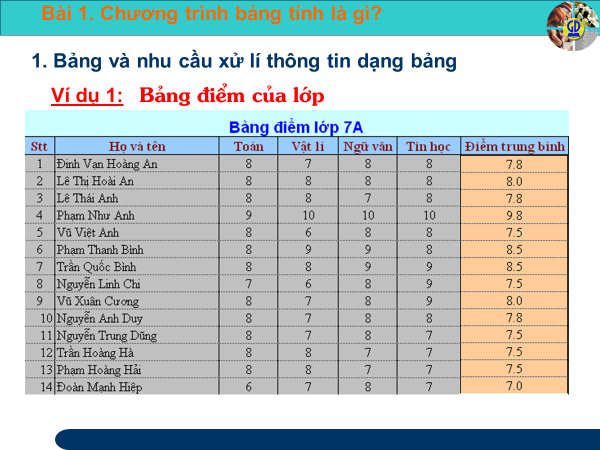 Bài 1. Chương trình bảng tính là gì?
1. Bảng và nhu cầu xử lí thông tin dạng bảng
Ví dụ 1: Bảng điểm của lớp
Bảng điểm lớp 7A
Stt Họ và tên Toán Vật lí Ngữ văn Tin học Điểm trung bình
1 Đinh Vạn Hoàng An 8 7 8 8 7.8
2 Lê Thị Hoài An 8 8 8 8 8.0
3 Lê Thái Anh 8 8 7 8 7.8
4 Phạm Như Anh 9 10 10 10 9.8
5 Vũ Việt Anh 8 6 8 8 7.5
6 Phạm Thanh Bình 8 9 9 8 8.5
7 Trần Quốc Bình 8 8 9 9 8.5
8 Nguyễn Linh Chi 7 6 8 9 7.5
9 Vũ Xuân Cương 8 7 8 9 8.0
10 Nguyễn Anh Duy 8 7 8 8 7.8
11 Nguyễn Trung Dũng 8 7 8 7 7.5
12 Trần Hoàng Hà 8 8 7 7 7.5
13 Phạm Hoàng Hải 8 8 7 7 7.5
14 Đoàn Mạnh Hiệp 6 7 8 7 7.0